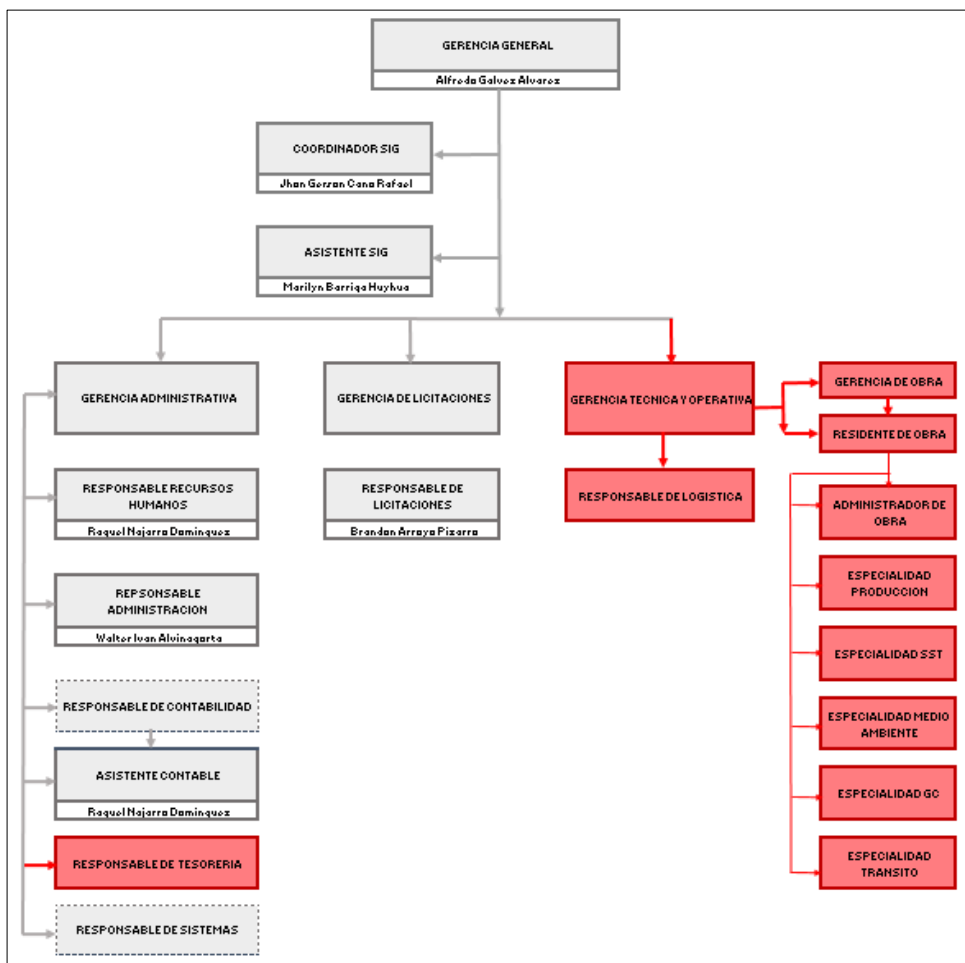 GERENCIA GENERAL
Alfredo Galvez Alvarez
COORDINADOR SIG
Jhan Gerson Cano Rafael
ASISTENTE SIG
Marilyn Barriga Huyhua
GERENCIA ADMINISTRATIVA
GERENCIA DE LICITACIONES
GERENCIA TECNICA Y OPERATIVA
GERENCIA DE OBRA
RESIDENTE DE OBRA
RESPONSABLE RECURSOS
HUMANOS
Raquel Najarro Dominguez
RESPONSABLE DE
LICITACIONES
Brandon Arroyo Pizarro
RESPONSABLE DE LOGISTICA
ADMINISTRADOR DE
OBRA
ESPECIALIDAD
PRODUCCION
REPSONSABLE
ADMINISTRACION
Walter Ivan Alvinagorta
ESPECIALIDAD SST
RESPONSABLE DE CONTABILIDAD
ESPECIALIDAD MEDIO
AMBIENTE
ASISTENTE CONTABLE
Raquel Najarro Dominguez
ESPECIALIDAD GC
RESPONSABLE DE TESORERIA
ESPECIALIDAD
TRANSITO
RESPONSABLE DE SISTEMAS